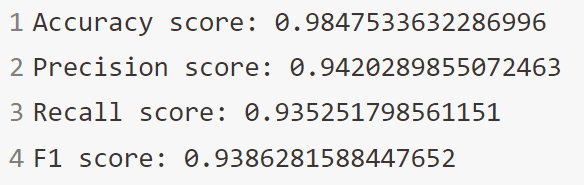 1 Accuracy score: 0.9847533632286996
2 Precision score: 0.9420289855072463
3 Recall score: 0.935251798561151
4 F1 score: 0.9386281588447652